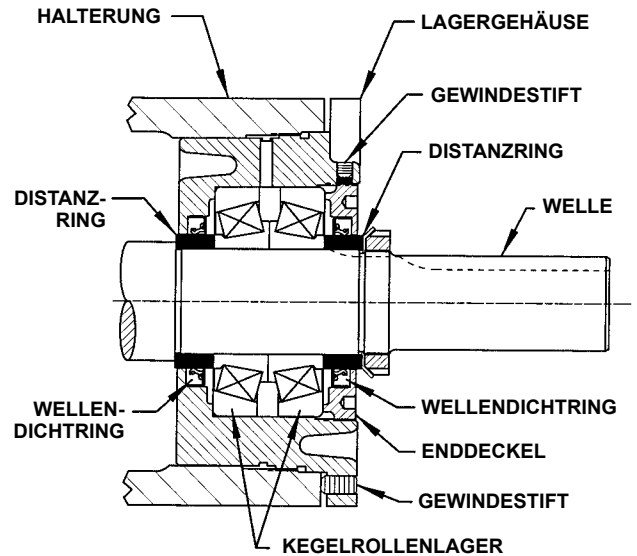 HALTERUNG
LAGERGEHÄUSE
GEWINDESTIFT
DISTANZRING
DISTANZ-
RING
WELLE
WELLEN-
DICHTRING
WELLENDICHTRING
ENDDECKEL
GEWINDESTIFT
KEGELROLLENLAGER